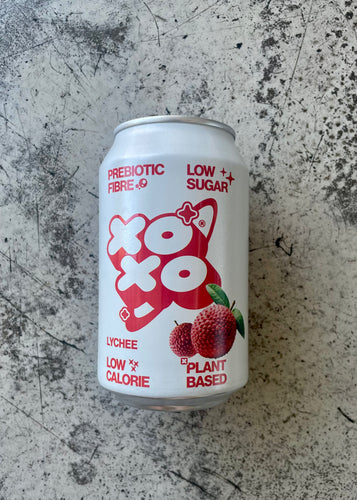 PREBIOTIC
FIBRE
LOW
SUGAR
XO
XO
®
LYCHEE
LOW
CALORIE
PLANT
BASED